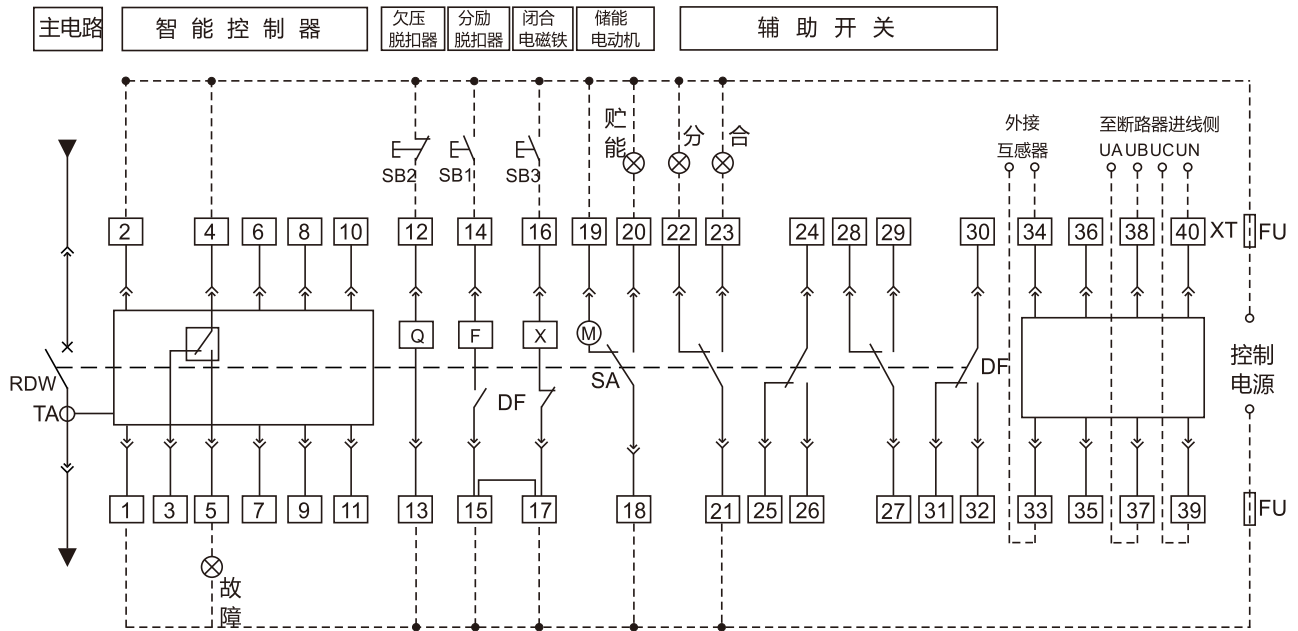 主电路
智能控制器
欠压
脱扣器
分励
脱扣器
闭合
电磁铁
储能
电动机
辅助开关
贮能
分
合
外接
互感器
至断路器进线侧
UA UB UC UN
SB2
SB1
SB3
2
4
6
8
10
12
14
16
19
20
22
23
24
28
29
30
34
36
38
40
XT
FU
Q
F
X
M
RDW
TA
DF
SA
DF
控制
电源
1
3
5
7
9
11
13
15
17
18
21
25
26
27
31
32
33
35
37
39
FU
故障